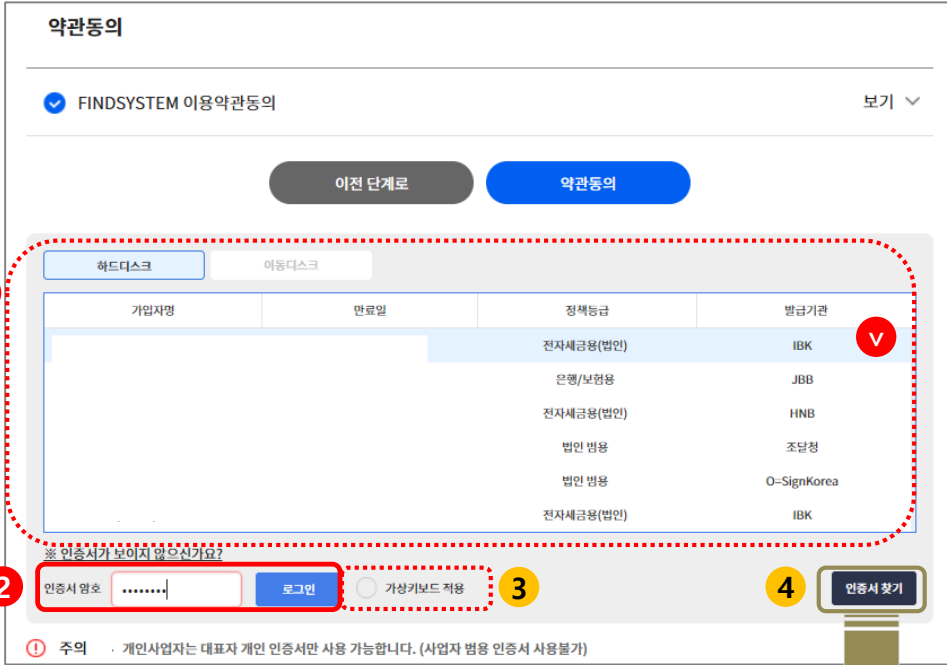 약관동의
FINDSYSTEM 이용약관동의 보기
이전 단계로 약관동의
하드디스크 이동디스크
가입자명 만료일 정책등급 발급기관
전자세금용(법인) IBK V
은행/보험용 JBB
전자세금용(법인) HNB
법인 범용 조달청
법인 범용 O=SignKorea
전자세금용(법인) IBK
※ 인증서가 보이지 않으신가요?
2 인증서 암호 ........ 로그인 가상키보드 적용 3 4 인증서 찾기
! 주의 · 개인사업자는 대표자 개인 인증서만 사용 가능합니다. (사업자 범용 인증서 사용불가)